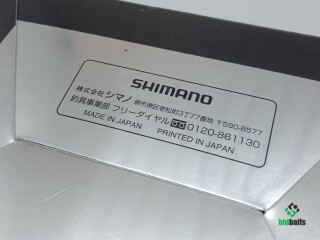 SHIMANO
株式会社シマノ 堺市堺区老松町3丁77番地 〒590-8577
釣具事業部 フリーダイヤル 0120-861130
MADE IN JAPAN PRINTED IN JAPAN
bidbaits